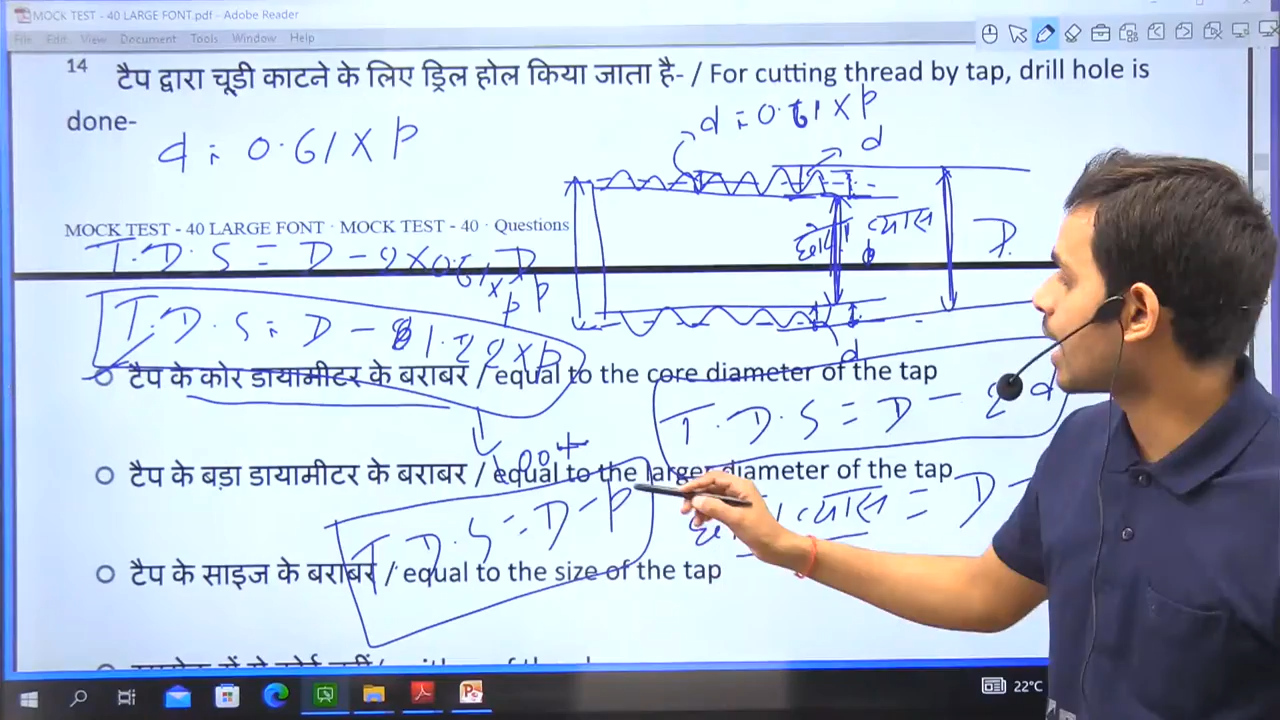 MOCK TEST - 40 LARGE FONT.pdf - Adobe Reader
File Edit View Document Tools Window Help
14 टैप द्वारा चूड़ी काटने के लिए ड्रिल होल किया जाता है- / For cutting thread by tap, drill hole is
done-
d = 0.61 X p
d = 0.61 X p
d
MOCK TEST - 40 LARGE FONT · MOCK TEST - 40 · Questions
व्यास
D
T. D. S = D - 2 X 0.61 X p
T. D. S = D - 1.22 X p
d
टैप के कोर डायामीटर के बराबर / equal to the core diameter of the tap
T. D. S = D - 2d
टैप के बड़ा डायामीटर के बराबर / equal to the larger diameter of the tap
व्यास = D -
T. D. S = D - p
टैप के साइज के बराबर / equal to the size of the tap
22°C